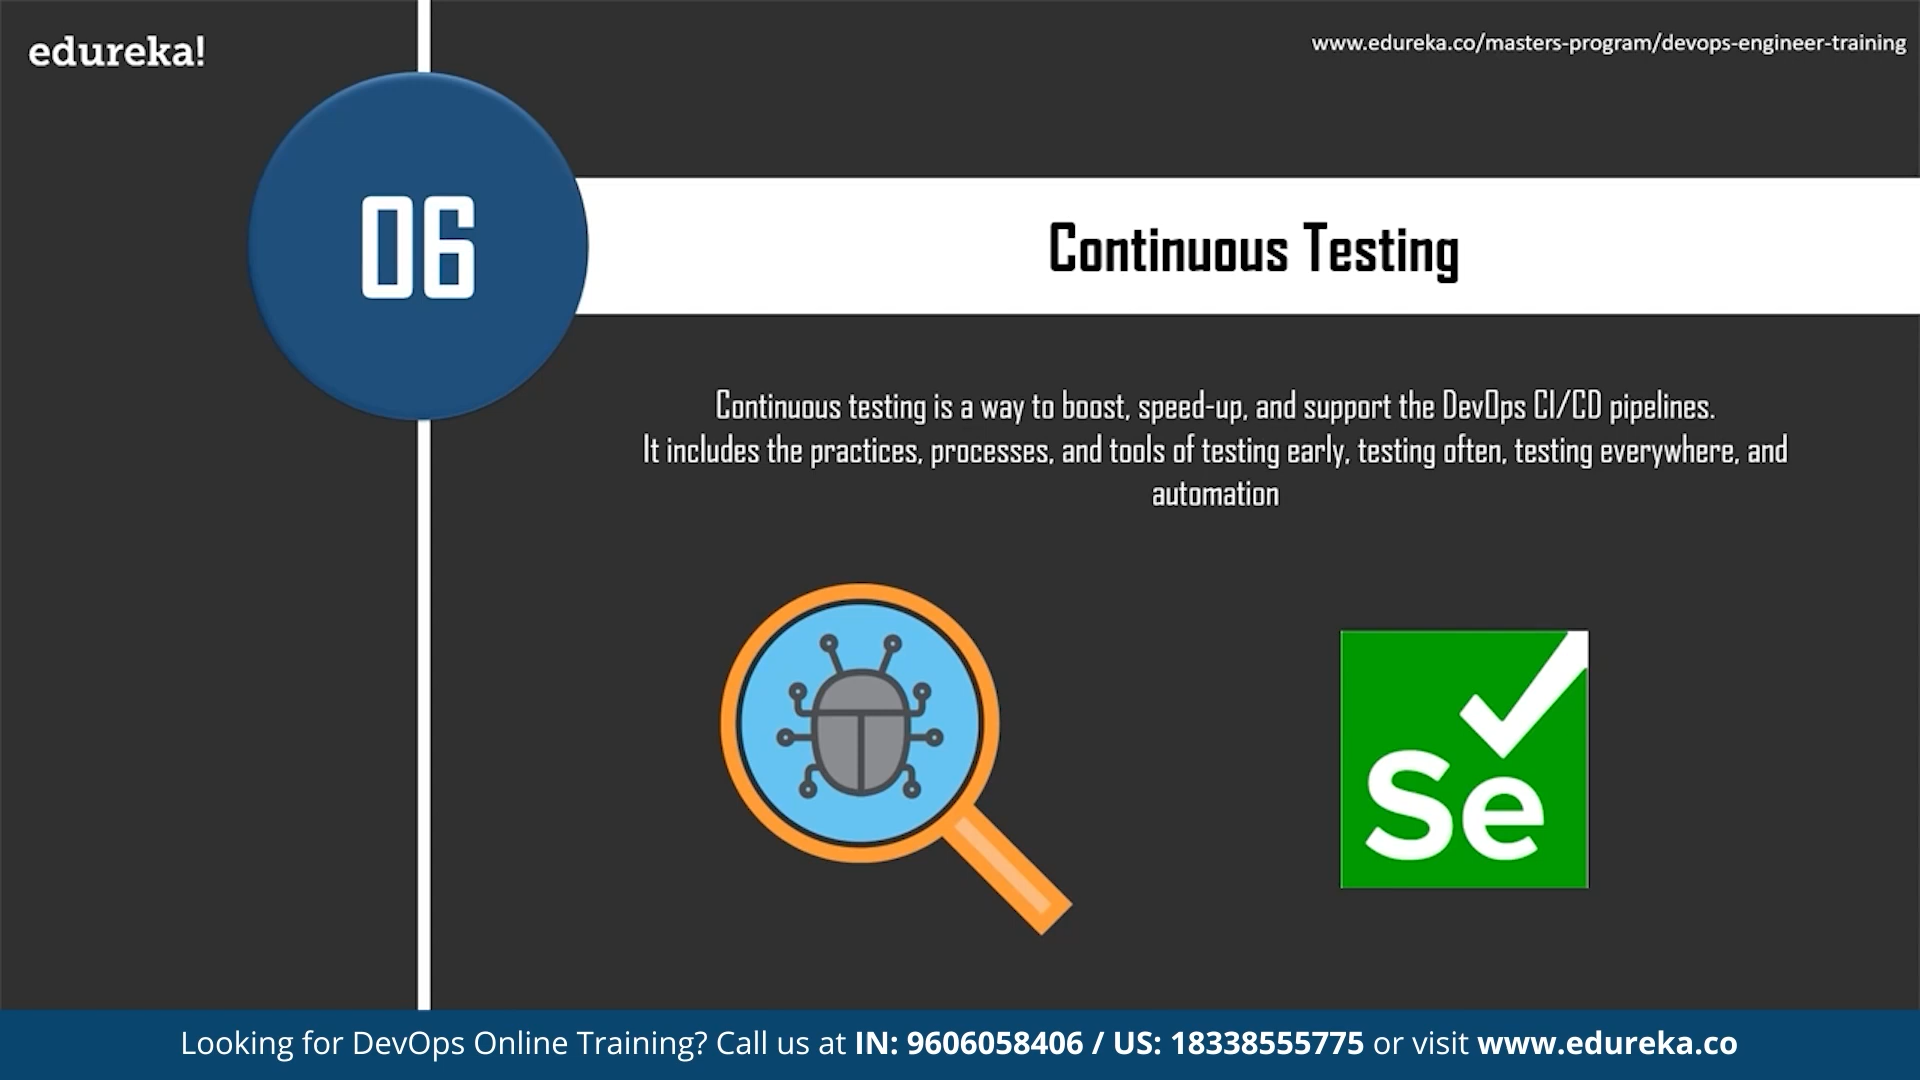 edureka!
www.edureka.co/masters-program/devops-engineer-training
06
Continuous Testing
Continuous testing is a way to boost, speed-up, and support the DevOps CI/CD pipelines.
It includes the practices, processes, and tools of testing early, testing often, testing everywhere, and
automation
Se
Looking for DevOps Online Training? Call us at IN: 9606058406 / US: 18338555775 or visit www.edureka.co